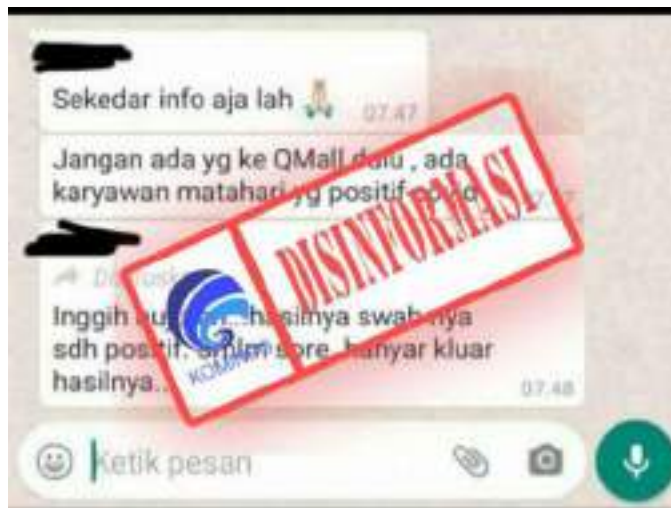 Sekedar info aja lah 🙏
07.47
Jangan ada yg ke QMall dulu , ada
karyawan matahari yg positif covid
DISINFORMASI
Inggih
hasilnya swab nya
sdh positif. sore hanyar kluar
hasilnya..
KOMINFO
07.48
Ketik pesan